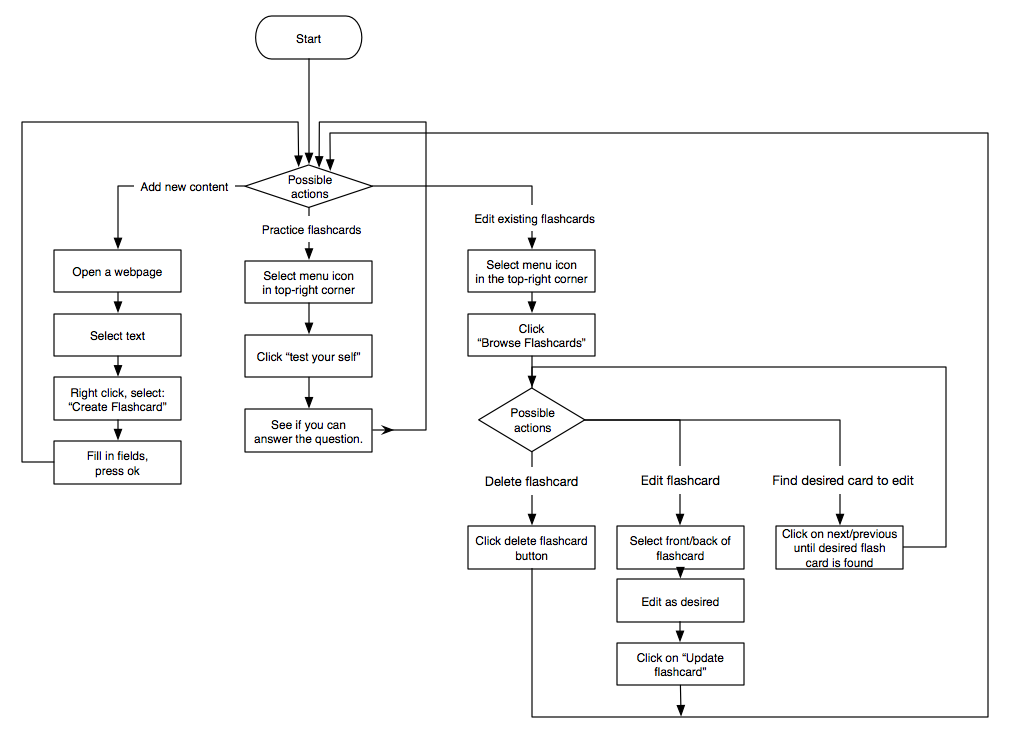 Start
Possible
actions
Add new content
Practice flashcards
Edit existing flashcards
Open a webpage
Select text
Right click, select:
“Create Flashcard”
Fill in fields,
press ok
Select menu icon
in top-right corner
Click “test your self”
See if you can
answer the question.
Select menu icon
in the top-right corner
Click
“Browse Flashcards”
Possible
actions
Delete flashcard
Edit flashcard
Find desired card to edit
Click delete flashcard
button
Select front/back of
flashcard
Edit as desired
Click on “Update
flashcard”
Click on next/previous
until desired flash
card is found